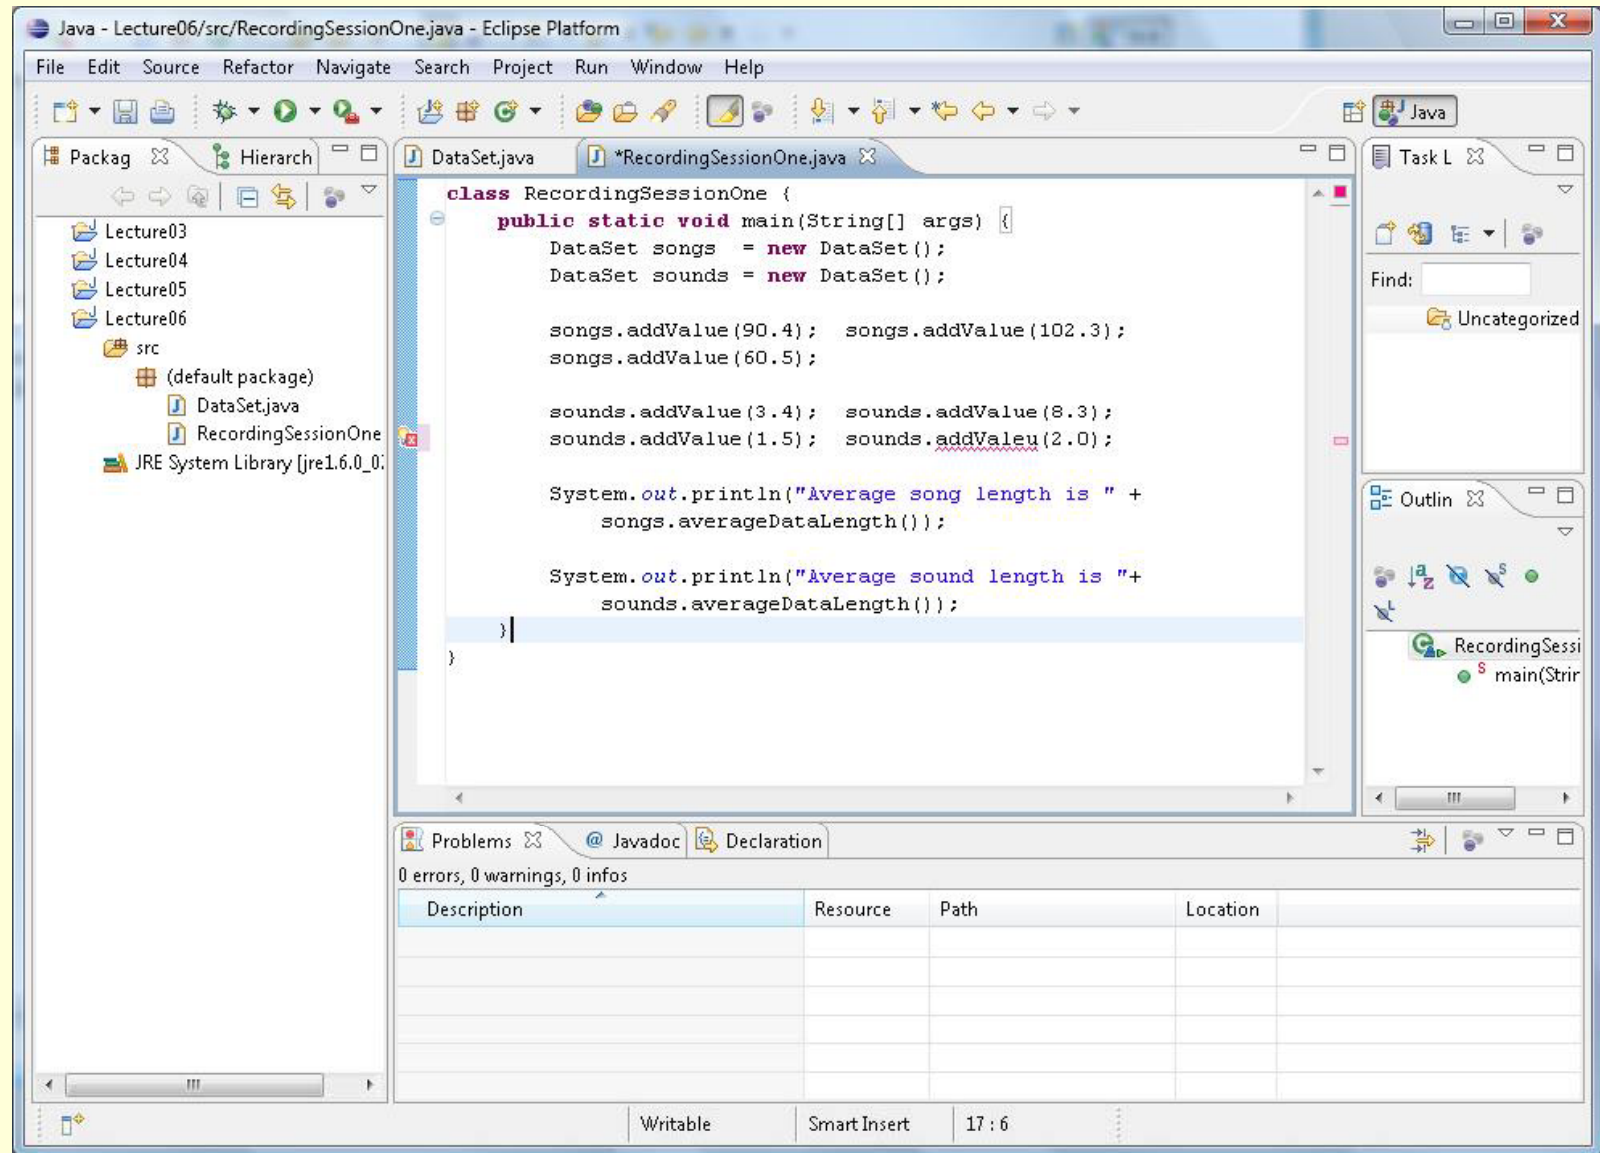 Java - Lecture06/src/RecordingSessionOne.java - Eclipse Platform
File Edit Source Refactor Navigate Search Project Run Window Help
Java
Packag Hierarch
Lecture03
Lecture04
Lecture05
Lecture06
src
(default package)
DataSet.java
RecordingSessionOne
JRE System Library [jre1.6.0_0
DataSet.java *RecordingSessionOne.java
class RecordingSessionOne {
public static void main(String[] args) {
DataSet songs = new DataSet();
DataSet sounds = new DataSet();
songs.addValue(90.4); songs.addValue(102.3);
songs.addValue(60.5);
sounds.addValue(3.4); sounds.addValue(8.3);
sounds.addValue(1.5); sounds.addValeu(2.0);
System.out.println("Average song length is " +
songs.averageDataLength());
System.out.println("Average sound length is "+
sounds.averageDataLength());
}
}
Task L
Find:
Uncategorized
Outlin
RecordingSessi
main(Strin
Problems @ Javadoc Declaration
0 errors, 0 warnings, 0 infos
Description Resource Path Location
Writable Smart Insert 17 : 6